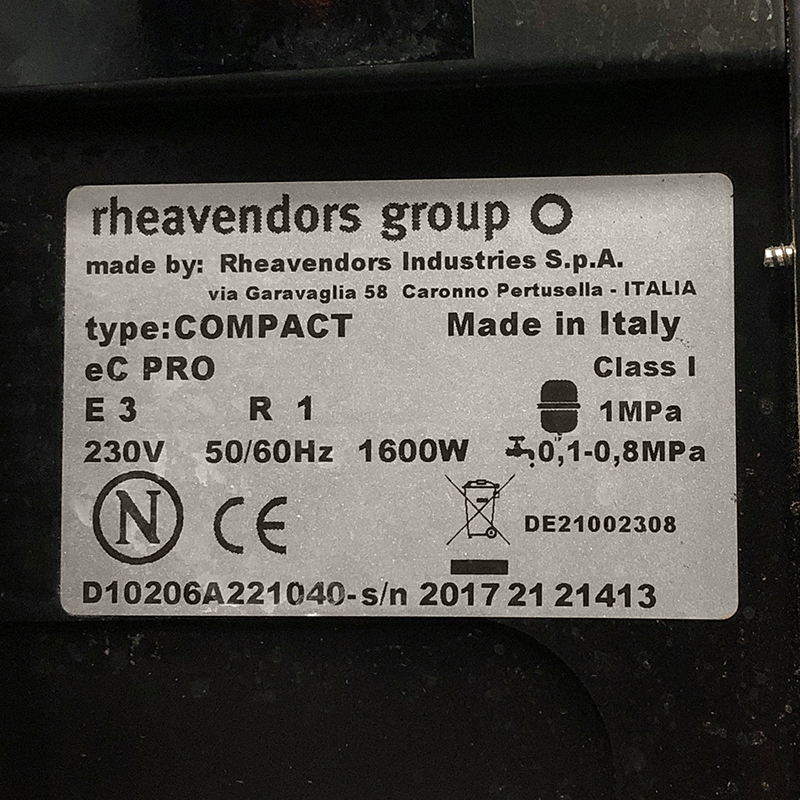 rheavendors group
made by: Rheavendors Industries S.p.A.
via Garavaglia 58 Caronno Pertusella - ITALIA
type:COMPACT Made in Italy
eC PRO Class I
E 3 R 1 1MPa
230V 50/60Hz 1600W 0,1-0,8MPa
N CE DE21002308
D10206A221040-s/n 2017 21 21413